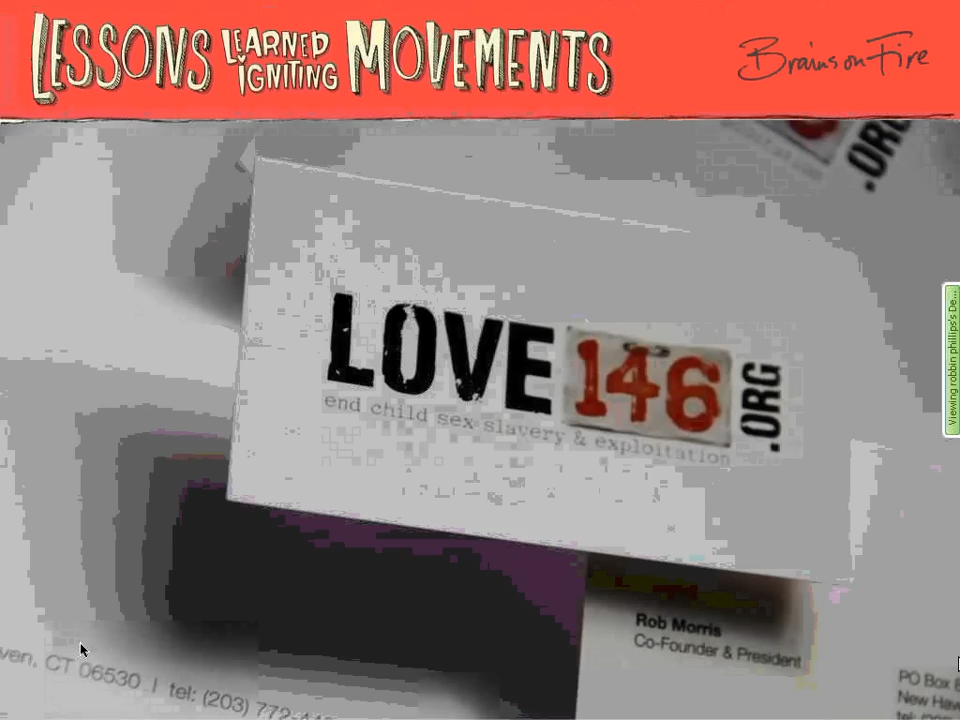 LESSONS LEARNED IGNITING MOVEMENTS
Brains on Fire
.ORG
LOVE 146 .ORG
end child sex slavery & exploitation
Viewing robbin phillips's De...
Rob Morris
Co-Founder & President
CT 06530 | tel: (203)
PO Box
New